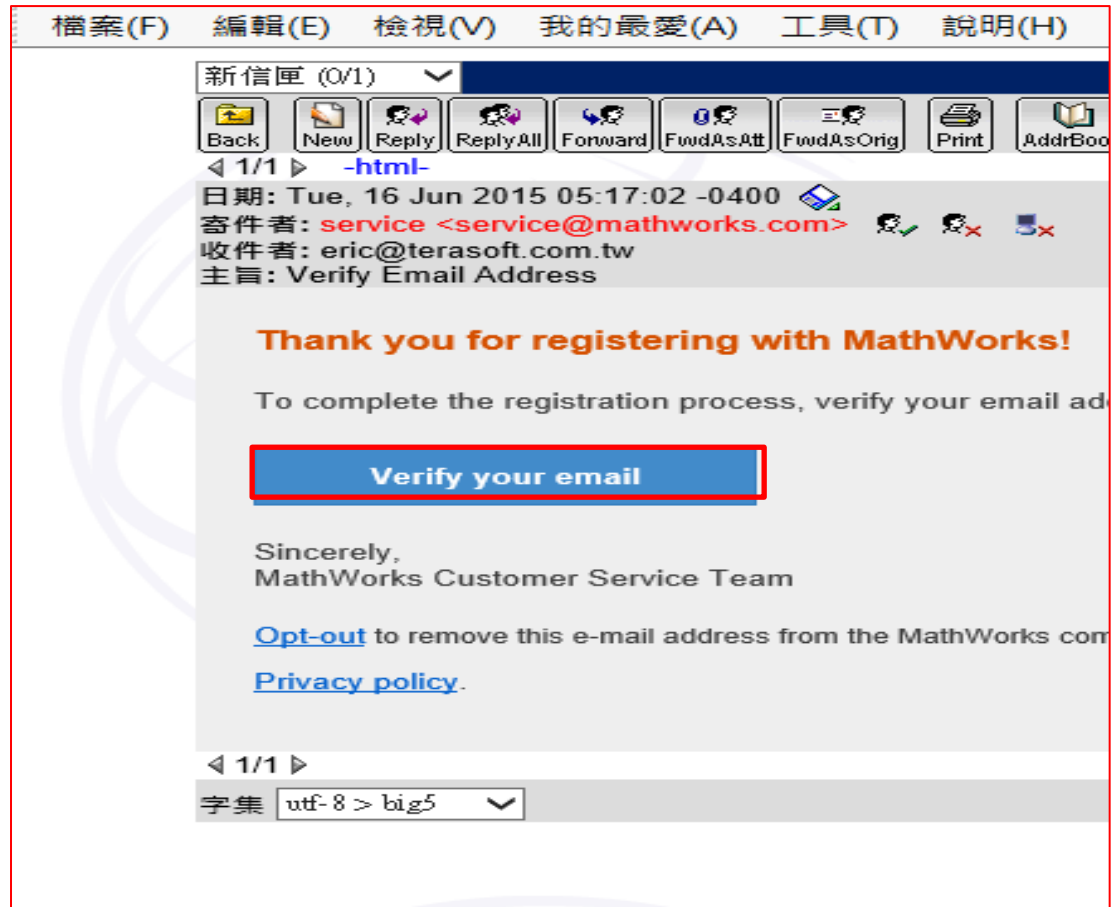 檔案(F) 編輯(E) 檢視(V) 我的最愛(A) 工具(T) 說明(H)
新信匣 (0/1)
Back New Reply ReplyAll Forward FwdAsAtt FwdAsOrig Print AddrBoo
1/1 -html-
日期: Tue, 16 Jun 2015 05:17:02 -0400
寄件者: service <service@mathworks.com>
收件者: eric@terasoft.com.tw
主旨: Verify Email Address
Thank you for registering with MathWorks!
To complete the registration process, verify your email ad
Verify your email
Sincerely,
MathWorks Customer Service Team
Opt-out to remove this e-mail address from the MathWorks com
Privacy policy.
1/1
字集 utf-8 > big5